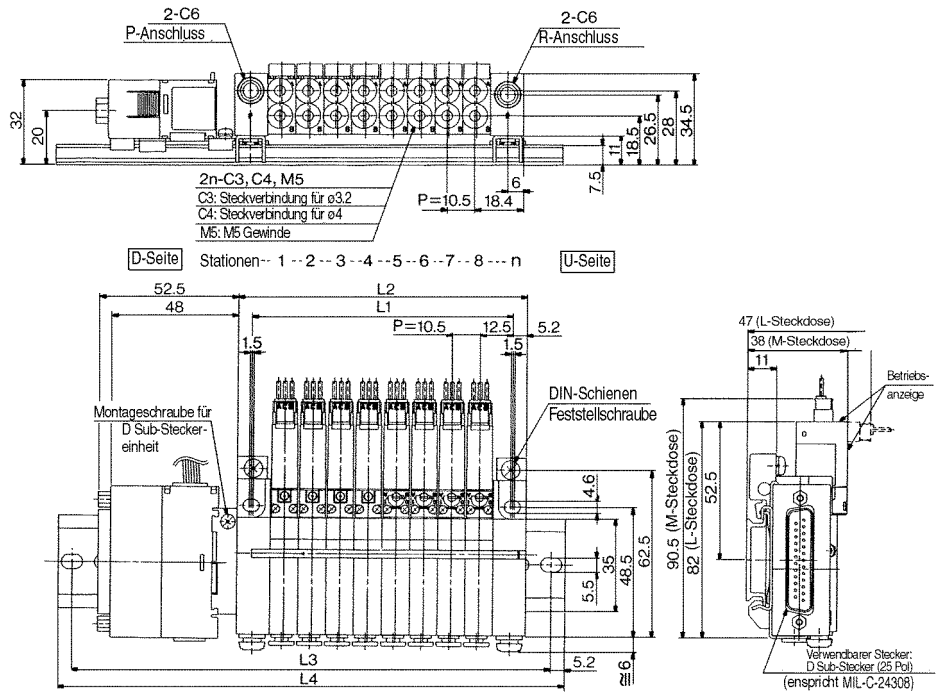 2-C6
P-Anschluss
2-C6
R-Anschluss
32
20
7.5
11
18.5
26.5
28
34.5
6
P=10.5
18.4
2n-C3, C4, M5
C3: Steckverbindung für ø3.2
C4: Steckverbindung für ø4
M5: M5 Gewinde
D-Seite
Stationen-- 1 --2-- 3 --4 --5--6--7--8--- n
U-Seite
52.5
48
L2
L1
P=10.5
12.5
5.2
1.5
1.5
Montageschraube für
D Sub-Stecker-
einheit
DIN-Schienen
Feststellschraube
4.6
5.5
35
48.5
62.5
L3
5.2
L4
≅6
47 (L-Steckdose)
38 (M-Steckdose)
11
Betriebs-
anzeige
90.5 (M-Steckdose)
82 (L-Steckdose)
52.5
Verwendbarer Stecker:
D Sub-Stecker (25 Pol)
(enspricht MIL-C-24308)